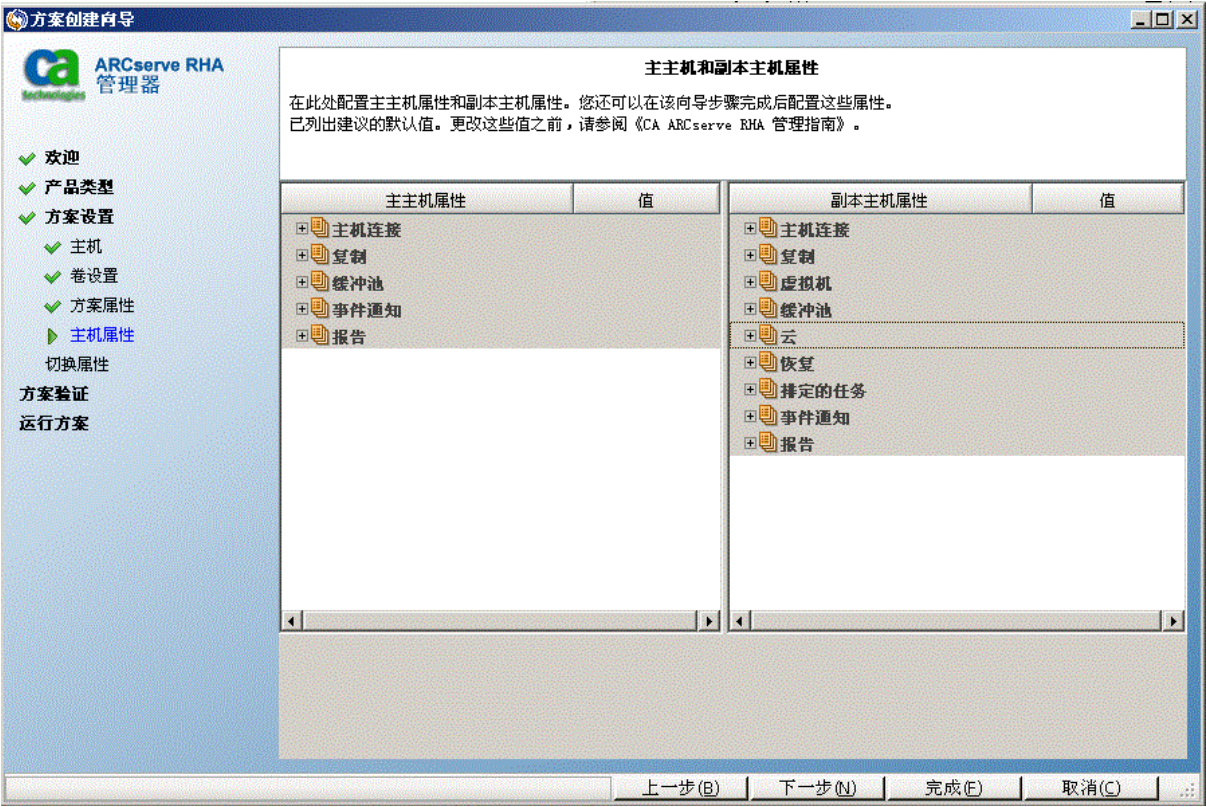 方案创建向导
ca
technologies
ARCserve RHA
管理器
欢迎
产品类型
方案设置
主机
卷设置
方案属性
主机属性
切换属性
方案验证
运行方案
主主机和副本主机属性
在此处配置主主机属性和副本主机属性。您还可以在该向导步骤完成后配置这些属性。
已列出建议的默认值。更改这些值之前，请参阅《CA ARCserve RHA 管理指南》。
主主机属性 值
主机连接
复制
缓冲池
事件通知
报告
副本主机属性 值
主机连接
复制
虚拟机
缓冲池
云
恢复
排定的任务
事件通知
报告
上一步(B) 下一步(N) 完成(F) 取消(C)